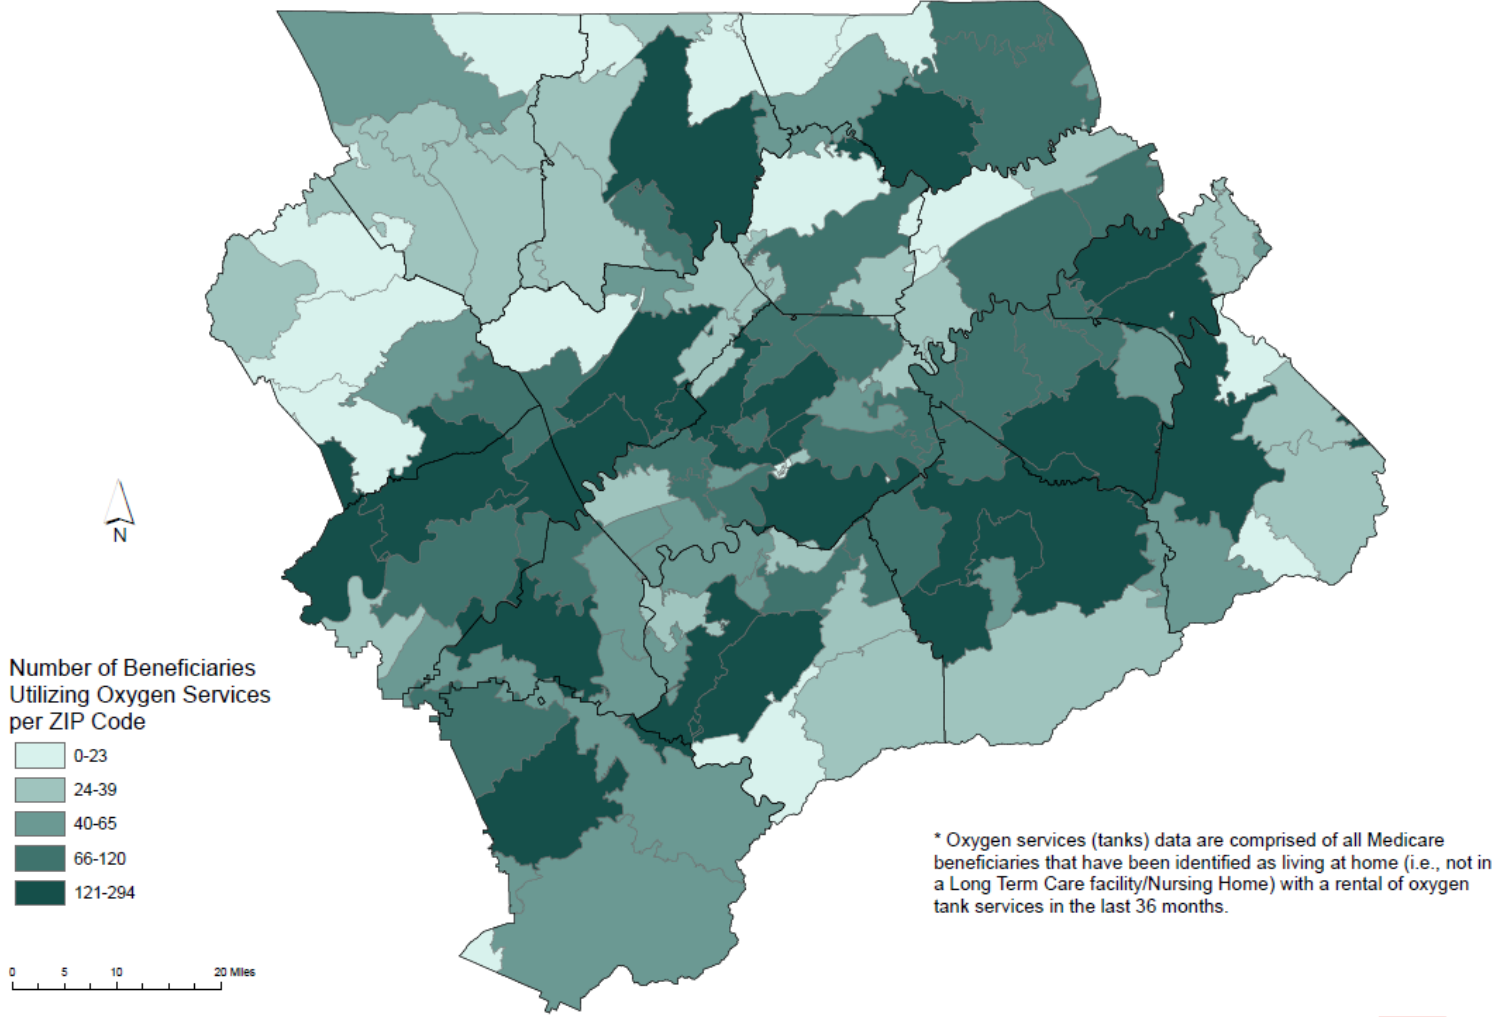 N
Number of Beneficiaries
Utilizing Oxygen Services
per ZIP Code
0-23
24-39
40-65
66-120
121-294
0 5 10 20 Miles
* Oxygen services (tanks) data are comprised of all Medicare
beneficiaries that have been identified as living at home (i.e., not in
a Long Term Care facility/Nursing Home) with a rental of oxygen
tank services in the last 36 months.